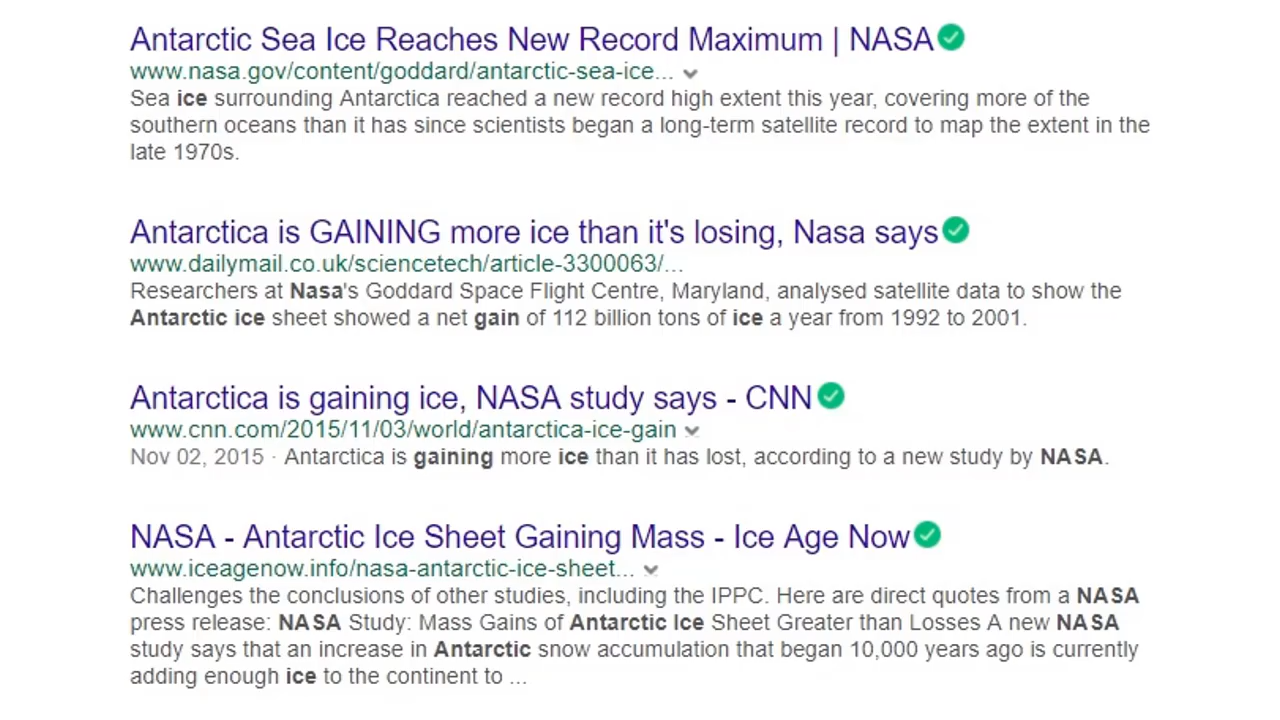 Antarctic Sea Ice Reaches New Record Maximum | NASA
www.nasa.gov/content/goddard/antarctic-sea-ice...
Sea ice surrounding Antarctica reached a new record high extent this year, covering more of the
southern oceans than it has since scientists began a long-term satellite record to map the extent in the
late 1970s.
Antarctica is GAINING more ice than it's losing, Nasa says
www.dailymail.co.uk/sciencetech/article-3300063/...
Researchers at Nasa's Goddard Space Flight Centre, Maryland, analysed satellite data to show the
Antarctic ice sheet showed a net gain of 112 billion tons of ice a year from 1992 to 2001.
Antarctica is gaining ice, NASA study says - CNN
www.cnn.com/2015/11/03/world/antarctica-ice-gain
Nov 02, 2015 · Antarctica is gaining more ice than it has lost, according to a new study by NASA.
NASA - Antarctic Ice Sheet Gaining Mass - Ice Age Now
www.iceagenow.info/nasa-antarctic-ice-sheet...
Challenges the conclusions of other studies, including the IPPC. Here are direct quotes from a NASA
press release: NASA Study: Mass Gains of Antarctic Ice Sheet Greater than Losses A new NASA
study says that an increase in Antarctic snow accumulation that began 10,000 years ago is currently
adding enough ice to the continent to ...